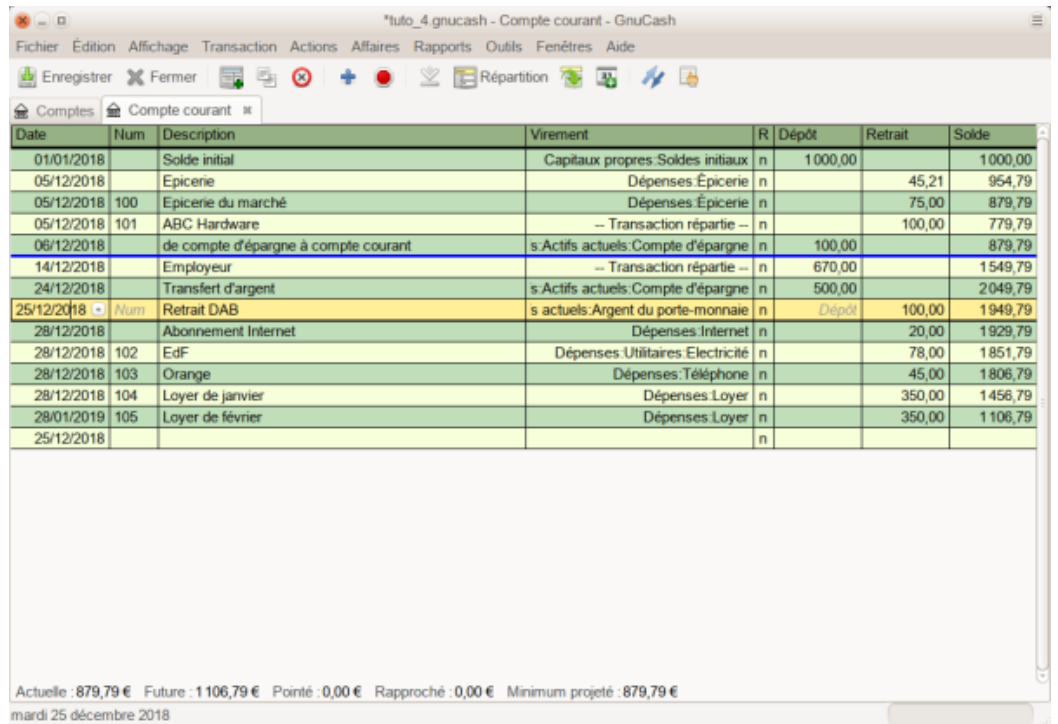 *tuto_4.gnucash - Compte courant - GnuCash
Fichier Édition Affichage Transaction Actions Affaires Rapports Outils Fenêtres Aide
Enregistrer Fermer Répartition
Comptes Compte courant
Date Num Description Virement R Dépôt Retrait Solde
01/01/2018 Solde initial Capitaux propres:Soldes initiaux n 1000,00 1000,00
05/12/2018 Epicerie Dépenses:Épicerie n 45,21 954,79
05/12/2018 100 Epicerie du marché Dépenses:Épicerie n 75,00 879,79
05/12/2018 101 ABC Hardware -- Transaction répartie -- n 100,00 779,79
06/12/2018 de compte d'épargne à compte courant s:Actifs actuels:Compte d'épargne n 100,00 879,79
14/12/2018 Employeur -- Transaction répartie -- n 670,00 1549,79
24/12/2018 Transfert d'argent s:Actifs actuels:Compte d'épargne n 500,00 2049,79
25/12/2018 Num Retrait DAB s actuels:Argent du porte-monnaie n Dépôt 100,00 1949,79
28/12/2018 Abonnement Internet Dépenses:Internet n 20,00 1929,79
28/12/2018 102 EdF Dépenses:Utilitaires:Electricité n 78,00 1851,79
28/12/2018 103 Orange Dépenses:Téléphone n 45,00 1806,79
28/12/2018 104 Loyer de janvier Dépenses:Loyer n 350,00 1456,79
28/01/2019 105 Loyer de février Dépenses:Loyer n 350,00 1106,79
25/12/2018 n
Actuelle : 879,79 € Future : 1106,79 € Pointé : 0,00 € Rapproché : 0,00 € Minimum projeté : 879,79 €
mardi 25 décembre 2018